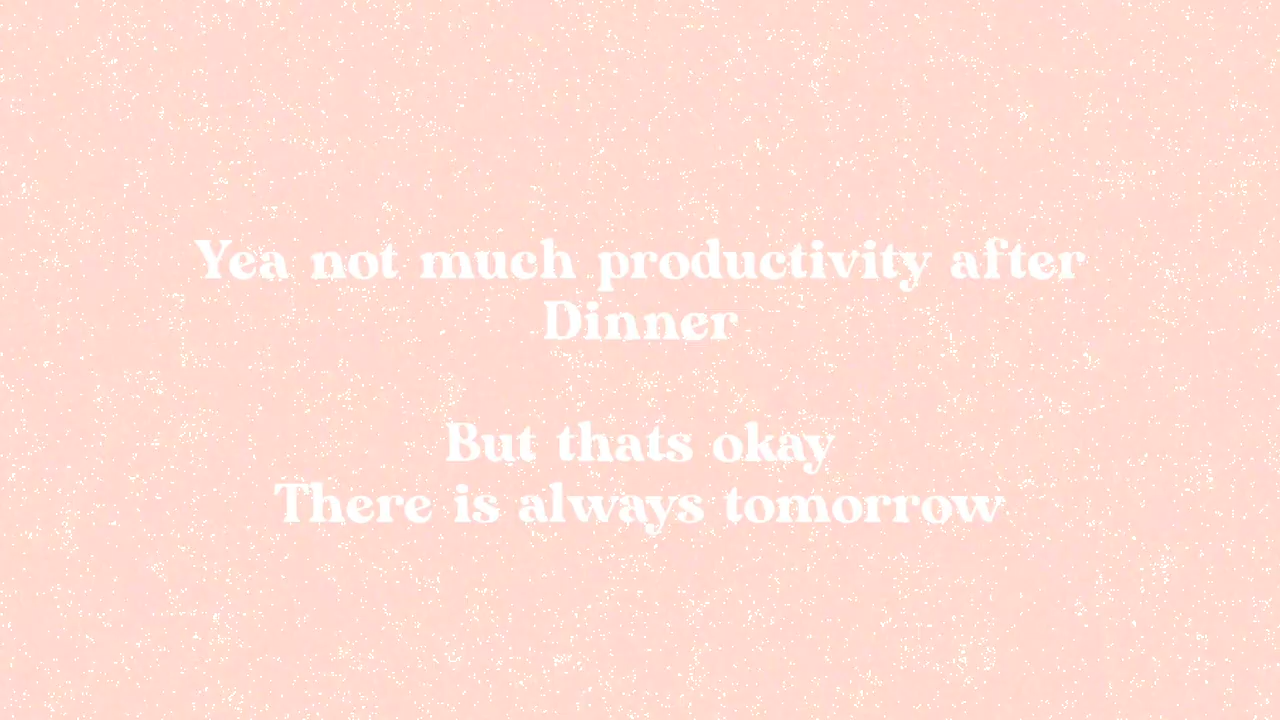 Yea not much productivity after
Dinner
But thats okay
There is always tomorrow